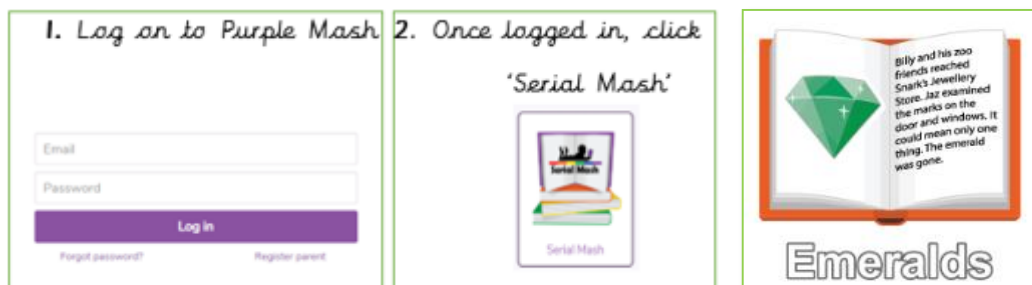 1. Log on to Purple Mash
Email
Password
Log in
Forgot password?
Register parent
2. Once logged in, click
'Serial Mash'
Serial Mash
Serial Mash
Billy and his zoo
friends reached
Snark's Jewellery
Store. Jaz examined
the marks on the
door and windows. It
could mean only one
thing. The emerald
was gone.
Emeralds